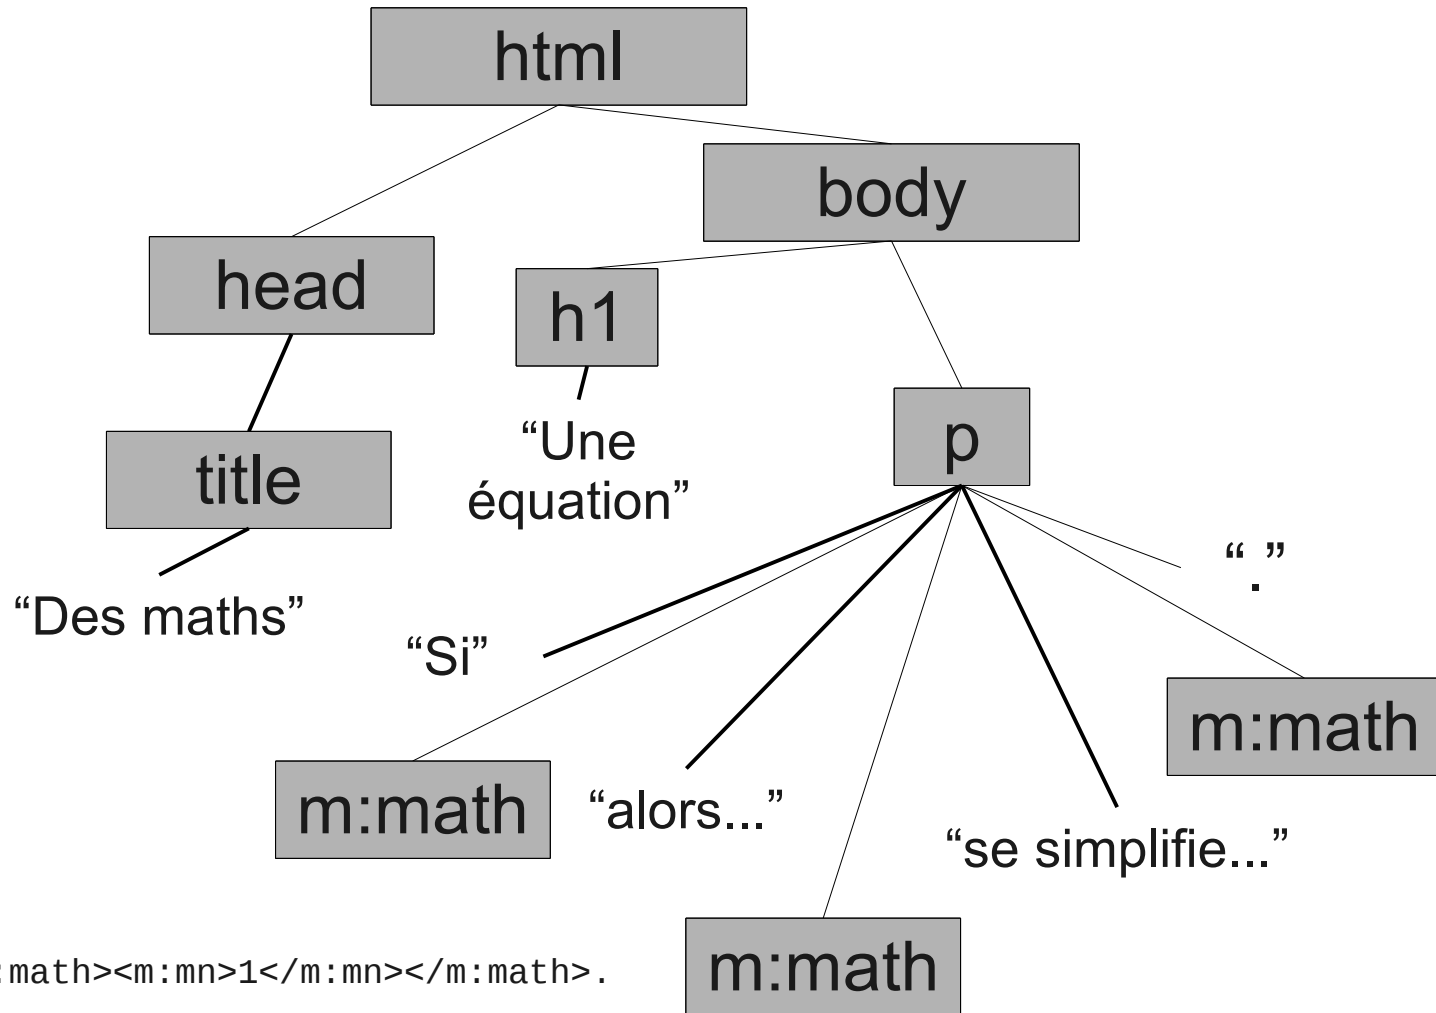 html
body
head
h1
title
“Une
équation”
p
“Des maths”
“.”
“Si”
m:math
m:math
“alors...”
“se simplifie...”
m:math
:math><m:mn>1</m:mn></m:math>.